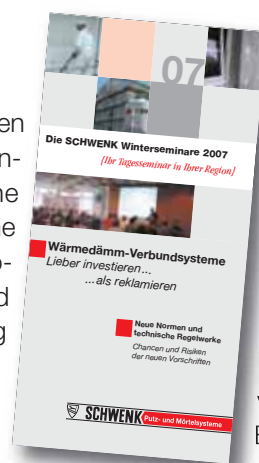 07
Die SCHWENK Winterseminare 2007
[Ihr Tagesseminar in Ihrer Region]
Wärmedämm-Verbundsysteme
Lieber investieren...
...als reklamieren
Neue Normen und
technische Regelwerke
Chancen und Risiken
der neuen Vorschriften
SCHWENK Putz- und Mörtelsysteme